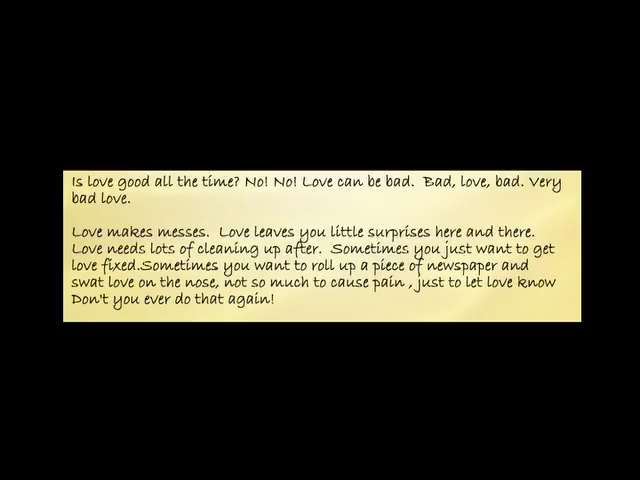 Is love good all the time? No! No! Love can be bad. Bad, love, bad. Very
bad love.
Love makes messes. Love leaves you little surprises here and there.
Love needs lots of cleaning up after. Sometimes you just want to get
love fixed.Sometimes you want to roll up a piece of newspaper and
swat love on the nose, not so much to cause pain , just to let love know
Don't you ever do that again!